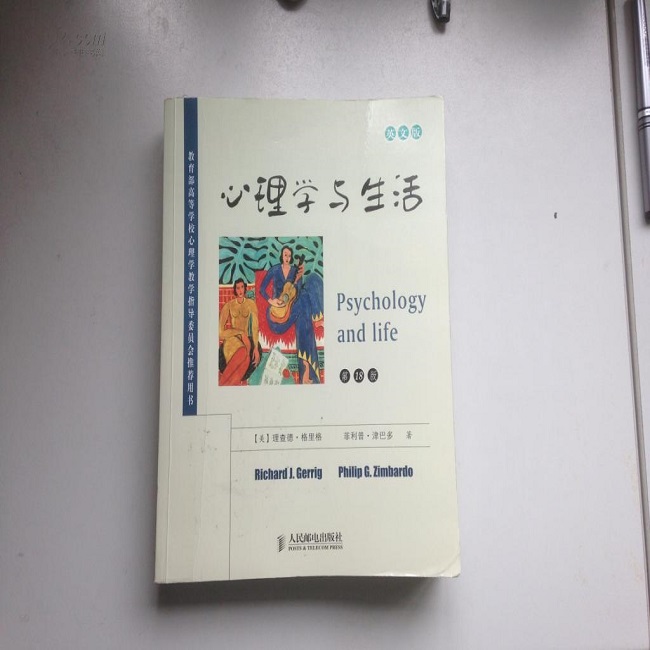 英文版
心理学与生活
Psychology
and life
第18版
教育部高等学校心理学教学指导委员会推荐用书
【美】理查德·格里格 菲利普·津巴多 著
Richard J. Gerrig Philip G. Zimbardo
人民邮电出版社
POSTS & TELECOM PRESS